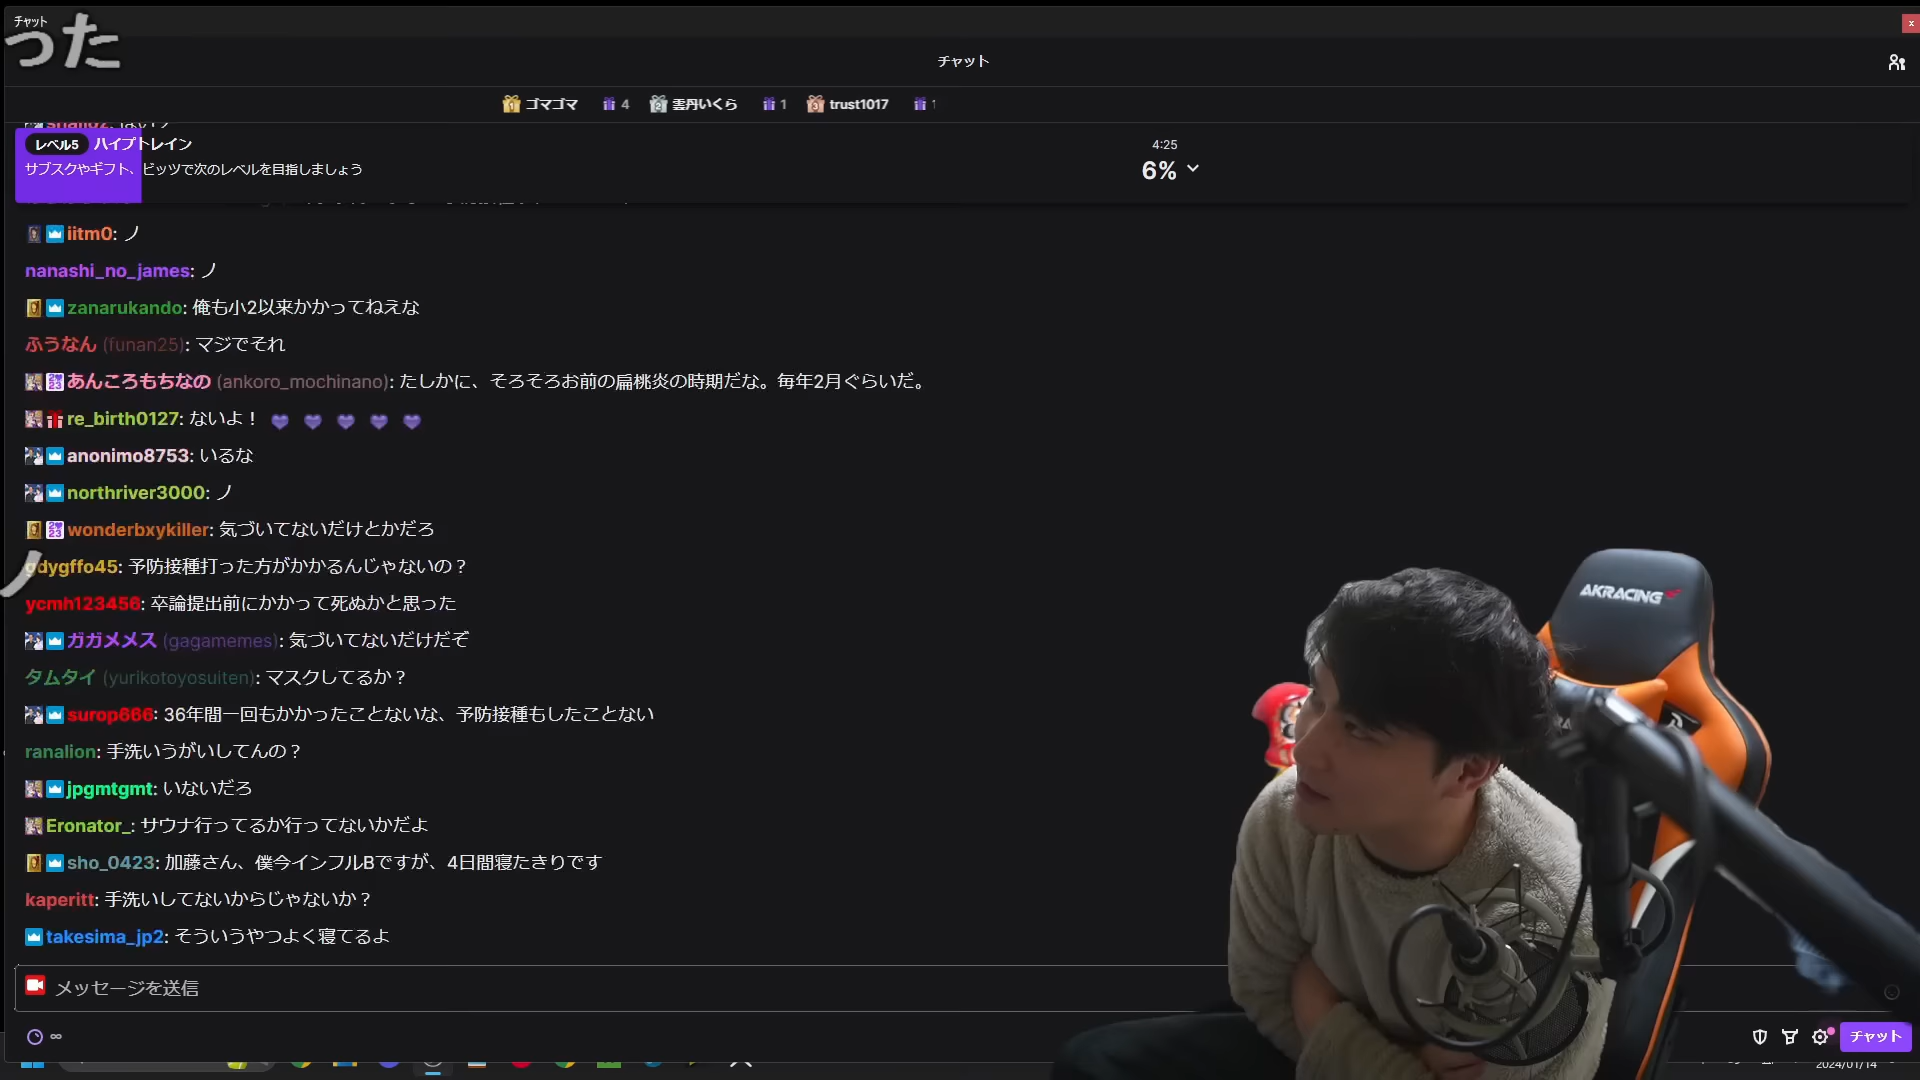 チャット
った
チャット
ゴマゴマ 4 雲丹いくら 1 trust1017 1
レベル5 ハイプトレイン
サブスクやギフト、ビッツで次のレベルを目指しましょう
4:25
6%
iitm0: ノ
nanashi_no_james: ノ
zanarukando: 俺も小2以来かかってねえな
ふうなん (funan25): マジでそれ
あんころもちなの (ankoro_mochinano): たしかに、そろそろお前の扁桃炎の時期だな。毎年2月ぐらいだ。
re_birth0127: ないよ！
anonimo8753: いるな
northriver3000: ノ
wonderbxykiller: 気づいてないだけとかだろ
ノ
odygffo45: 予防接種打った方がかかるんじゃないの？
ycmh123456: 卒論提出前にかかって死ぬかと思った
ガガメメス (gagamemes): 気づいてないだけだぞ
タムタイ (yurikotoyosuiten): マスクしてるか？
surop666: 36年間一回もかかったことないな、予防接種もしたことない
ranalion: 手洗いうがいしてんの？
jpgmtgmt: いないだろ
Eronator_: サウナ行ってるか行ってないかだよ
sho_0423: 加藤さん、僕今インフルBですが、4日間寝たきりです
kaperitt: 手洗いしてないからじゃないか？
takesima_jp2: そういうやつよく寝てるよ
メッセージを送信
∞
チャット
2024/01/14
AKRACING